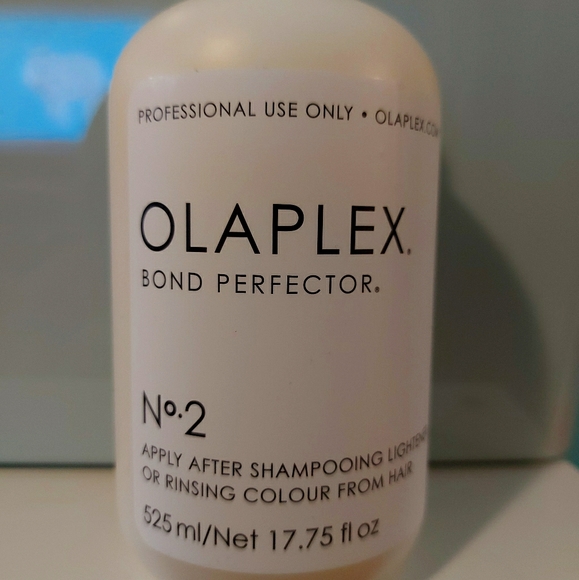 PROFESSIONAL USE ONLY • OLAPLEX.COM
OLAPLEX®
BOND PERFECTOR®
Nº.2
APPLY AFTER SHAMPOOING LIGHTENER
OR RINSING COLOUR FROM HAIR
525 ml/Net 17.75 fl oz